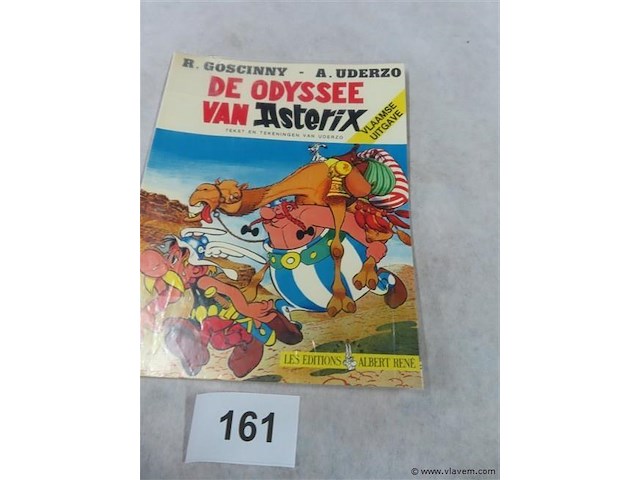 R. GOSCINNY - A. UDERZO
DE ODYSSEE
VAN Asterix
TEKST EN TEKENINGEN VAN UDERZO
VLAAMSE
UITGAVE
LES EDITIONS ALBERT RENE
161
© www.vlavem.com